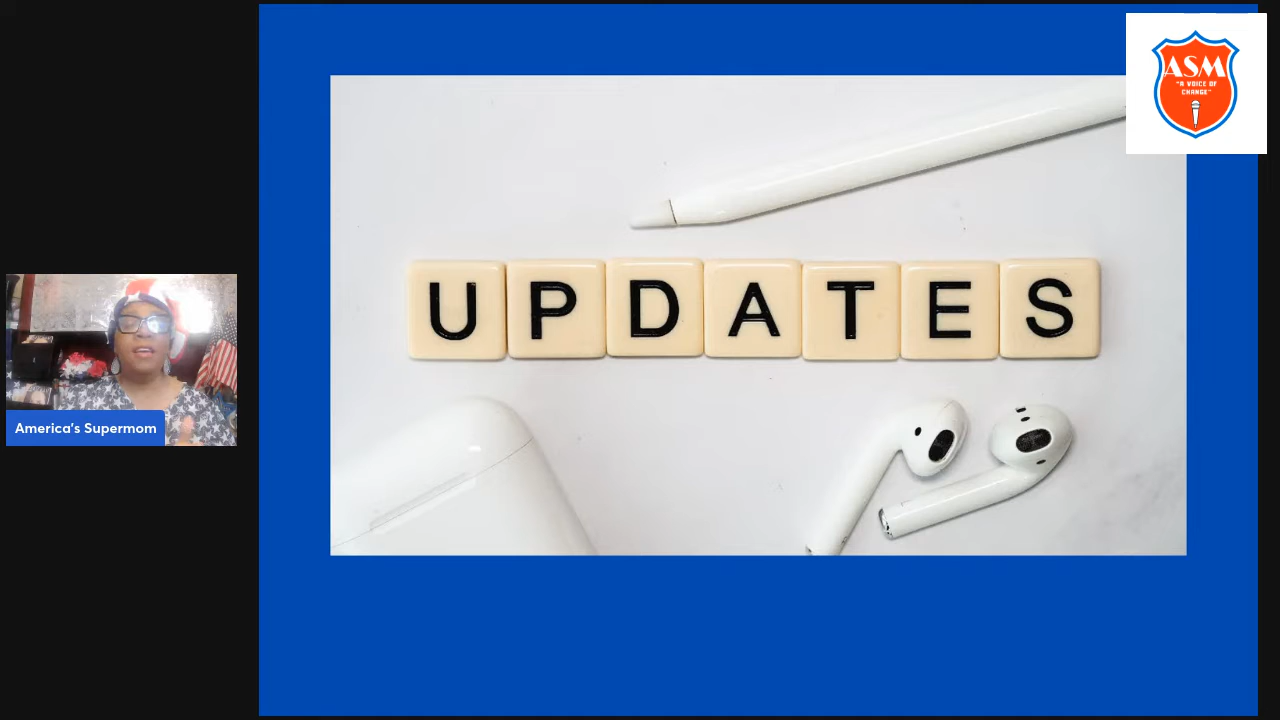 ASM
"A VOICE OF
CHANGE"
UPDATES
America's Supermom